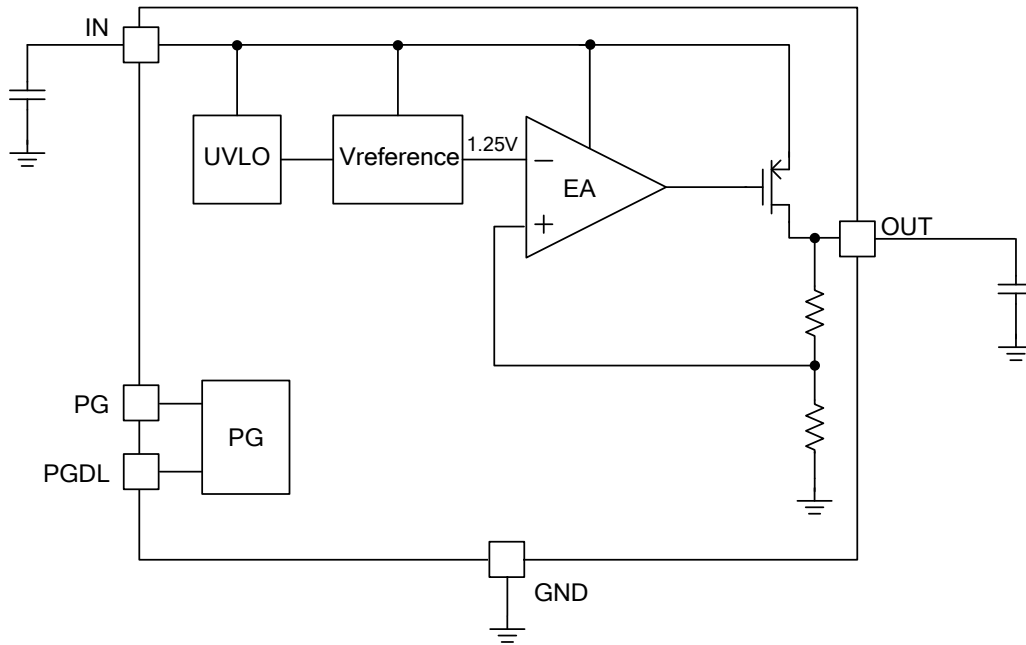 IN
UVLO
Vreference
1.25V
−
EA
+
OUT
PG
PG
PGDL
GND